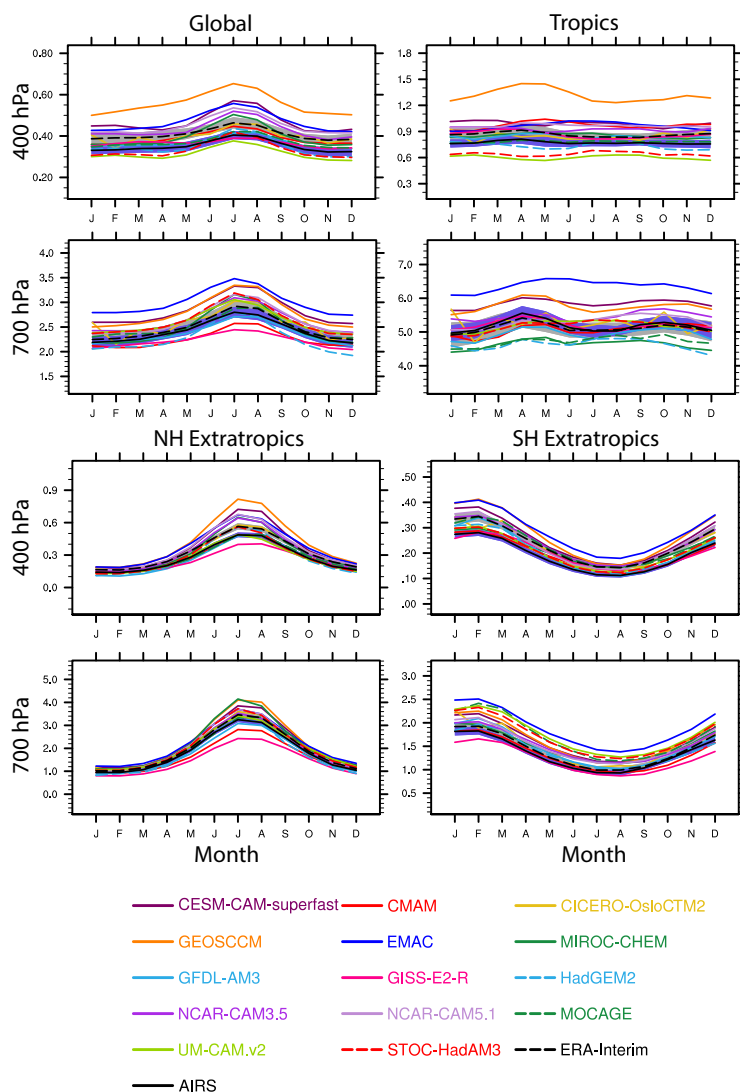 Global Tropics
400 hPa
0.80 1.8
1.5
0.60 1.2
0.40 0.9
0.6
0.20 0.3
J F M A M J J A S O N D J F M A M J J A S O N D
700 hPa
4.0 7.0
3.5
3.0 6.0
2.5 5.0
2.0 4.0
1.5
J F M A M J J A S O N D J F M A M J J A S O N D
NH Extratropics SH Extratropics
400 hPa
0.9 .50
.40
0.6 .30
0.3 .20
.10
0.0 .00
J F M A M J J A S O N D J F M A M J J A S O N D
700 hPa
5.0 3.0
4.0 2.5
3.0 2.0
2.0 1.5
1.0 1.0
0.0 0.5
J F M A M J J A S O N D J F M A M J J A S O N D
Month Month
CESM-CAM-superfast CMAM CICERO-OsloCTM2
GEOSCCM EMAC MIROC-CHEM
GFDL-AM3 GISS-E2-R HadGEM2
NCAR-CAM3.5 NCAR-CAM5.1 MOCAGE
UM-CAM.v2 STOC-HadAM3 ERA-Interim
AIRS